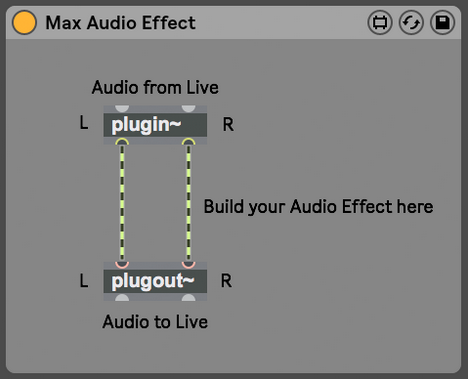 Max Audio Effect
Audio from Live
L plugin~ R
Build your Audio Effect here
L plugout~ R
Audio to Live